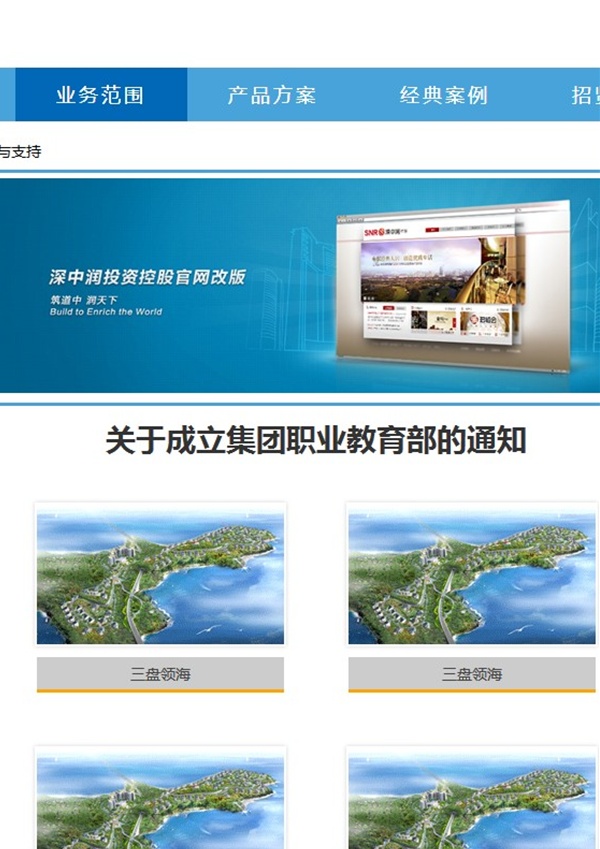 业务范围
产品方案
经典案例
招
与支持
SNR
深中润投资控股官网改版
筑道中 润天下
Build to Enrich the World
关于成立集团职业教育部的通知
三盘领海
三盘领海